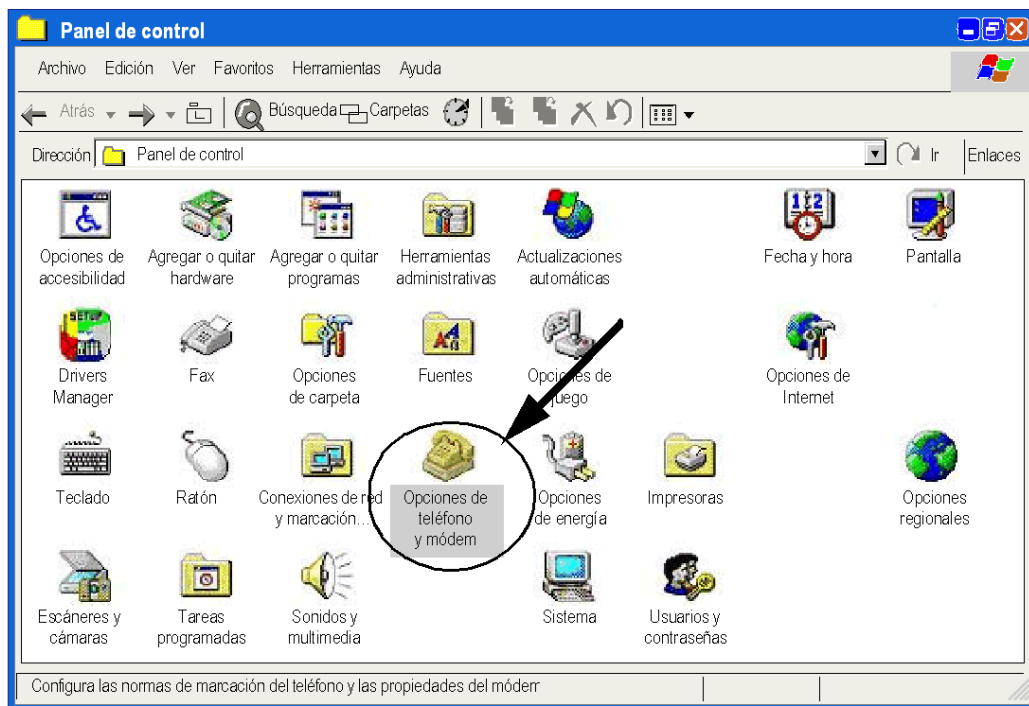 Panel de control
Archivo Edición Ver Favoritos Herramientas Ayuda
Atrás Búsqueda Carpetas
Dirección Panel de control Ir Enlaces
Opciones de accesibilidad
Agregar o quitar hardware
Agregar o quitar programas
Herramientas administrativas
Actualizaciones automáticas
Fecha y hora
Pantalla
SETUP
Drivers Manager
Fax
Opciones de carpeta
Fuentes
Opciones de juego
Opciones de Internet
Teclado
Ratón
Conexiones de red y marcación...
Opciones de teléfono y módem
Opciones de energía
Impresoras
Opciones regionales
Escáneres y cámaras
Tareas programadas
Sonidos y multimedia
Sistema
Usuarios y contraseñas
Configura las normas de marcación del teléfono y las propiedades del módem